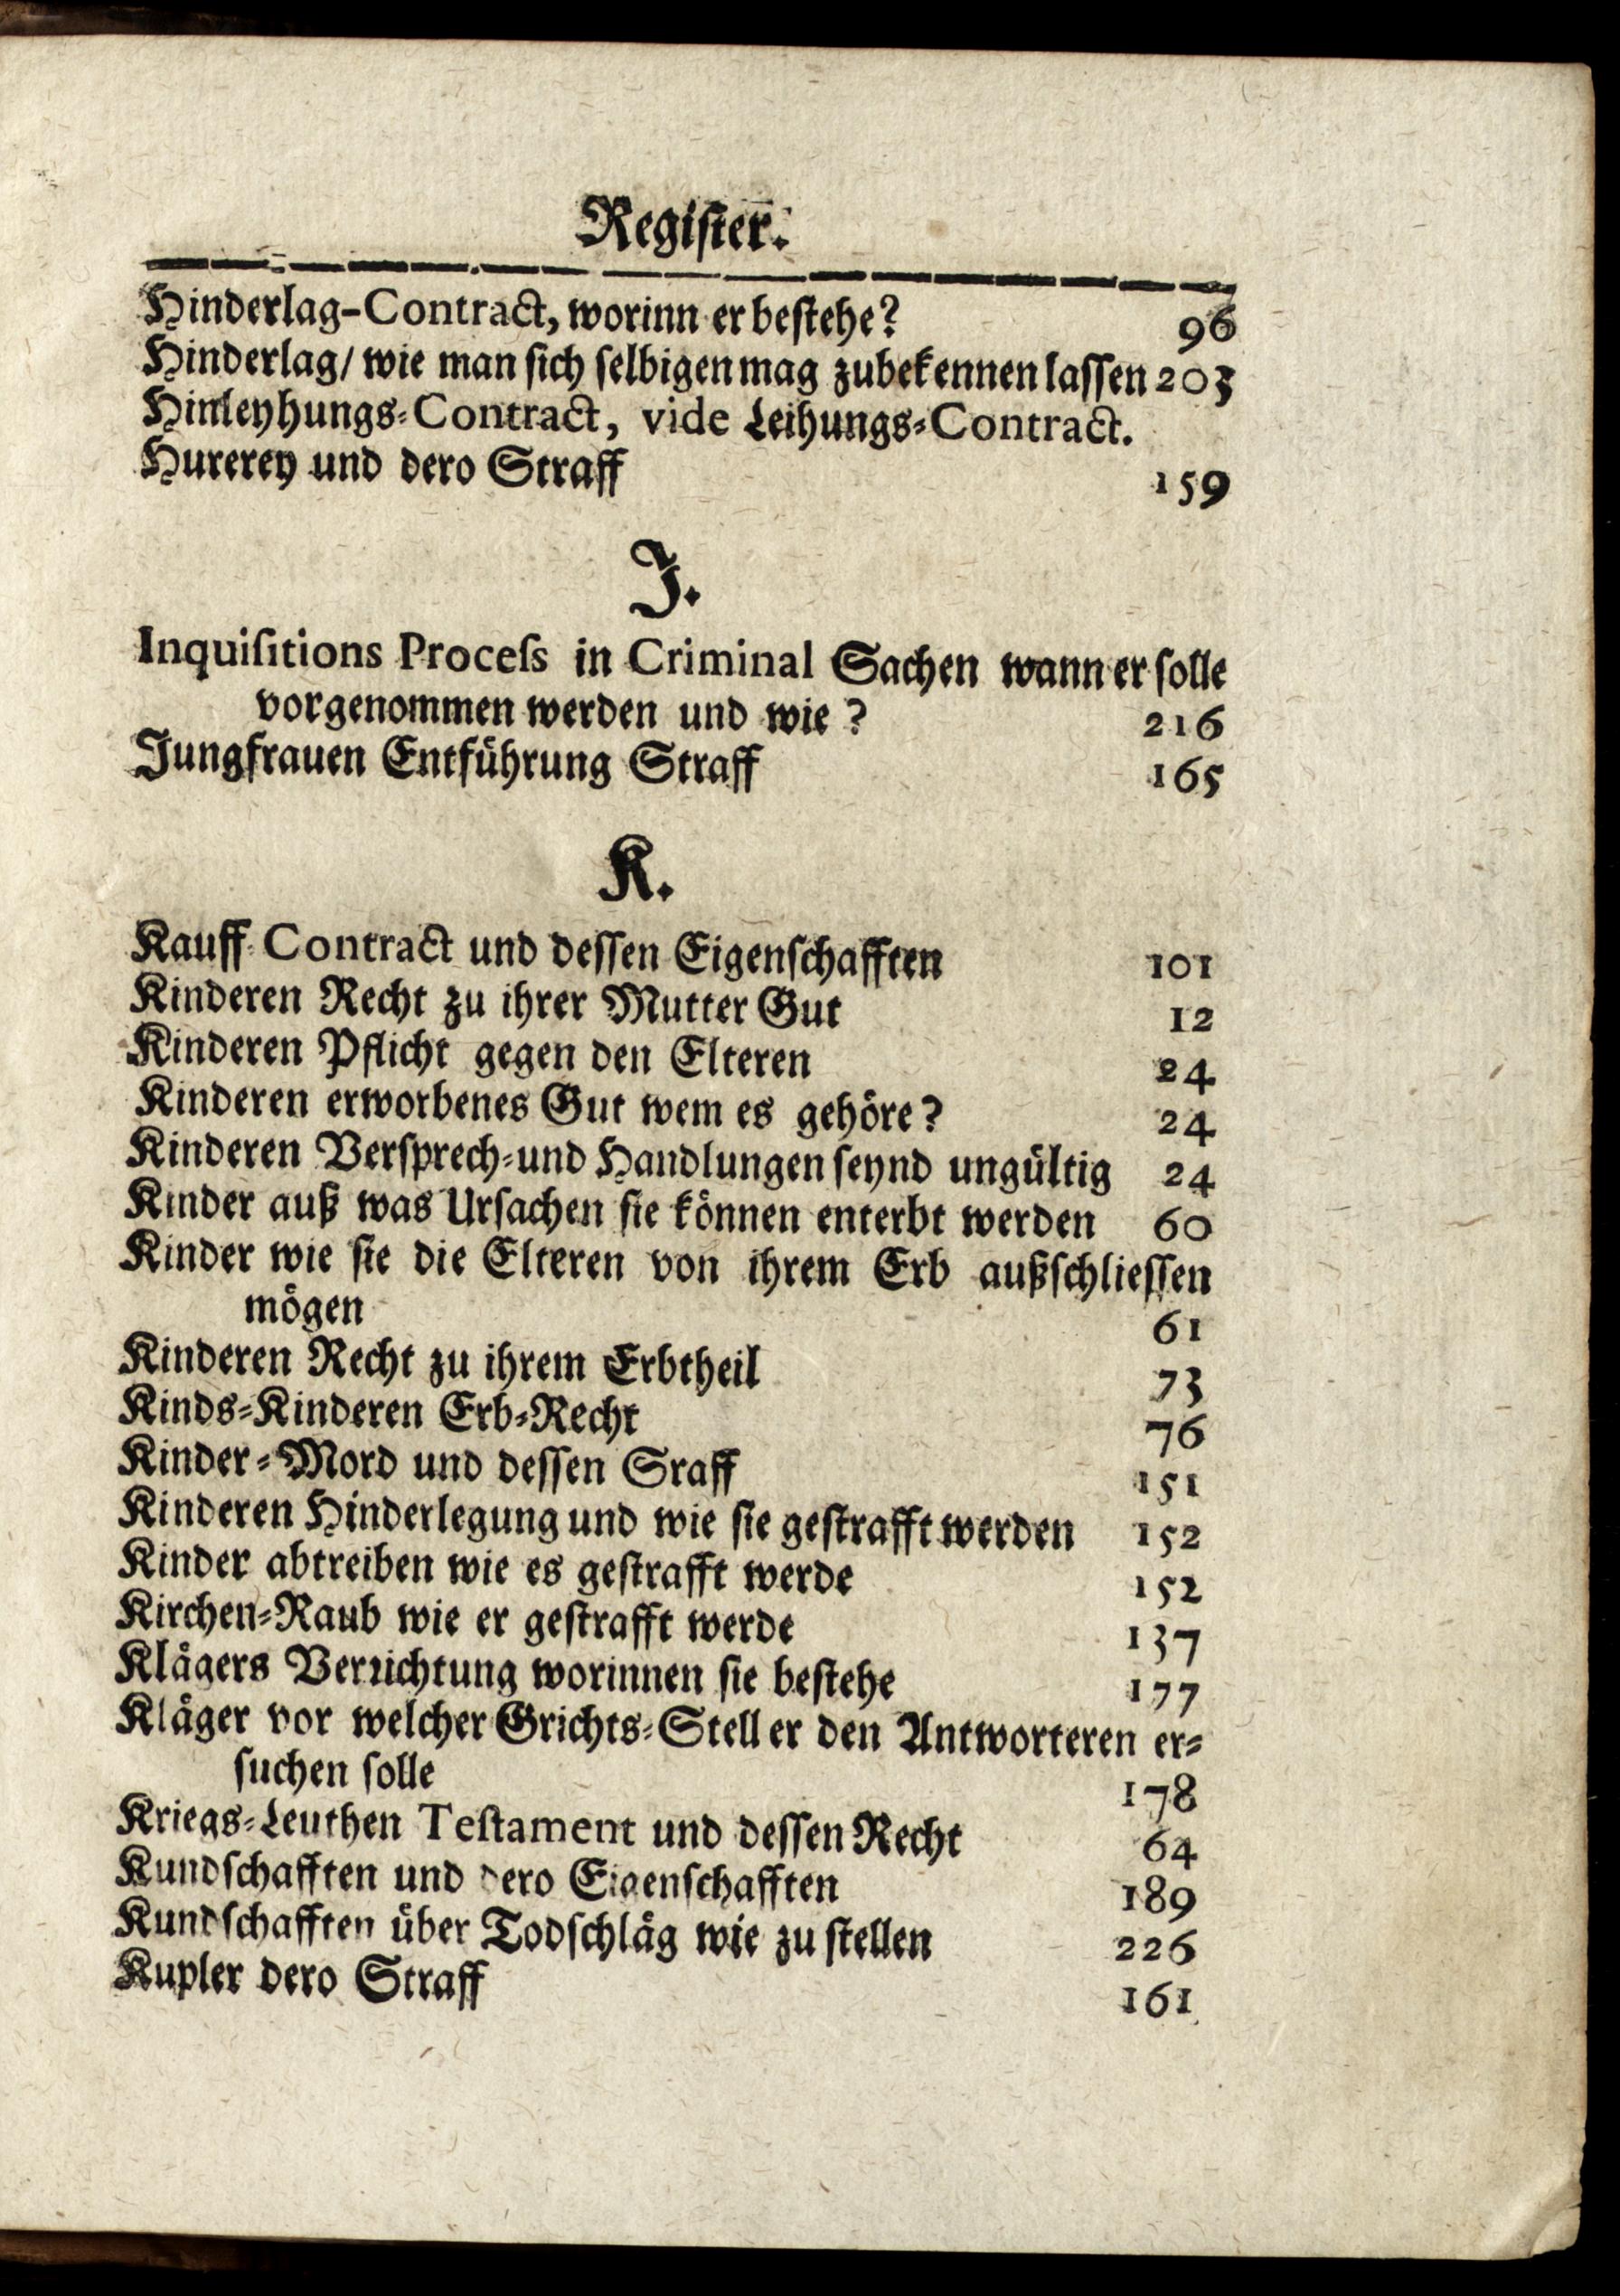 Register.
Hinderlag-Contract, worinn er bestehe? 96
Hinderlag/ wie man sich selbigen mag zubekennen lassen 203
Hinleyhungs-Contract, vide Leihungs-Contract.
Hurerey und dero Straff 159
J.
Inquisitions Process in Criminal Sachen wann er solle
vorgenommen werden und wie? 216
Jungfrauen Entführung Straff 165
K.
Kauff Contract und dessen Eigenschafften 101
Kinderen Recht zu ihrer Mutter Gut 12
Kinderen Pflicht gegen den Elteren 24
Kinderen erworbenes Gut wem es gehöre? 24
Kinderen Versprech-und Handlungen seynd ungültig 24
Kinder auß was Ursachen sie können enterbt werden 60
Kinder wie sie die Elteren von ihrem Erb außschliessen
mögen 61
Kinderen Recht zu ihrem Erbtheil 73
Kinds-Kinderen Erb-Recht 76
Kinder-Mord und dessen Sraff 151
Kinderen Hinderlegung und wie sie gestrafft werden 152
Kinder abtreiben wie es gestrafft werde 152
Kirchen-Raub wie er gestrafft werde 137
Klägers Verrichtung worinnen sie bestehe 177
Kläger vor welcher Grichts-Stell er den Antworteren er-
suchen solle 178
Kriegs-Leuthen Testament und dessen Recht 64
Kundschafften und dero Eigenschafften 189
Kundschafften über Todschläg wie zu stellen 226
Kupler dero Straff 161